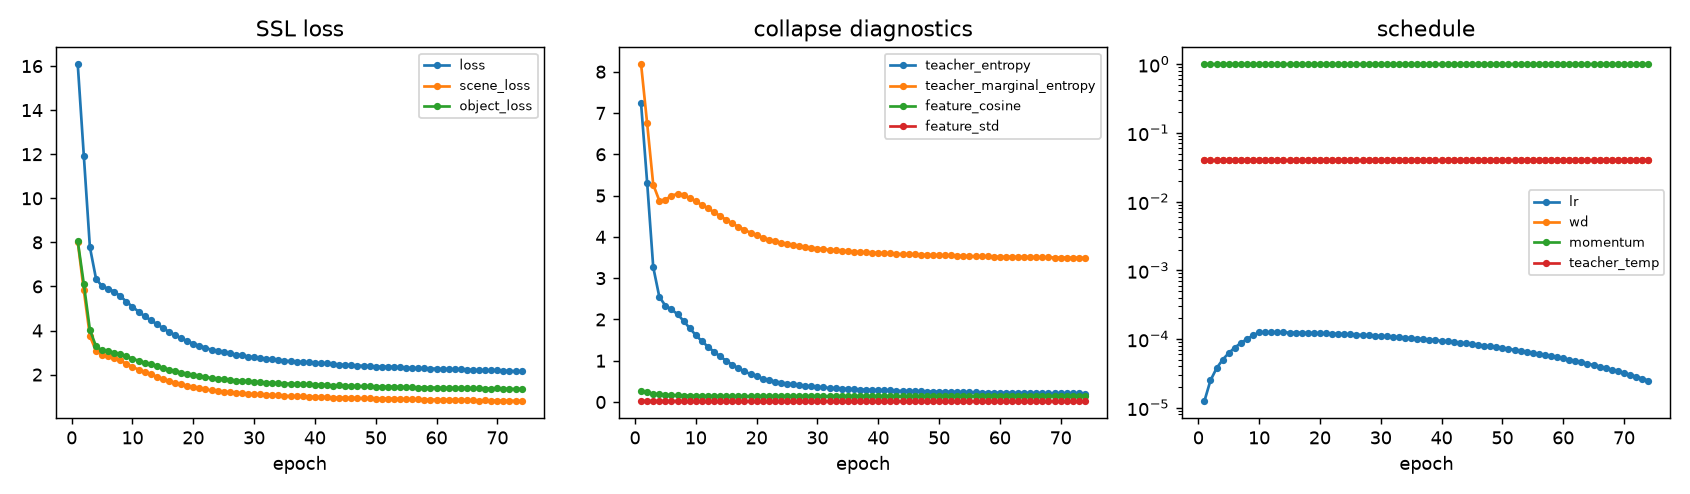 SSL loss
16
14
12
10
8
6
4
2
0
10
20
30
40
50
60
70
epoch
loss
scene_loss
object_loss
collapse diagnostics
8
7
6
5
4
3
2
1
0
0
10
20
30
40
50
60
70
epoch
teacher_entropy
teacher_marginal_entropy
feature_cosine
feature_std
schedule
10⁰
10⁻¹
10⁻²
10⁻³
10⁻⁴
10⁻⁵
0
10
20
30
40
50
60
70
epoch
lr
wd
momentum
teacher_temp